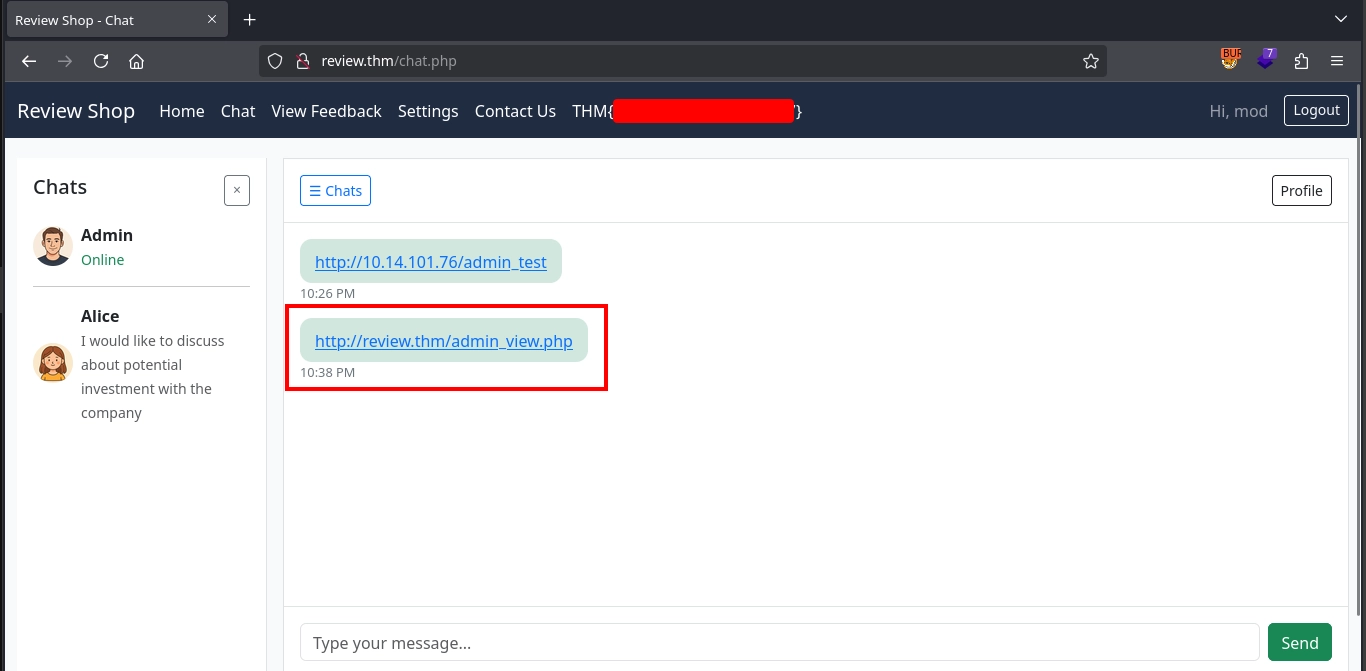 Review Shop - Chat
review.thm/chat.php
BUR
7
Review Shop Home Chat View Feedback Settings Contact Us THM{ } Hi, mod Logout
Chats
×
☰ Chats
Profile
Admin
Online
Alice
I would like to discuss
about potential
investment with the
company
http://10.14.101.76/admin_test
10:26 PM
http://review.thm/admin_view.php
10:38 PM
Type your message...
Send